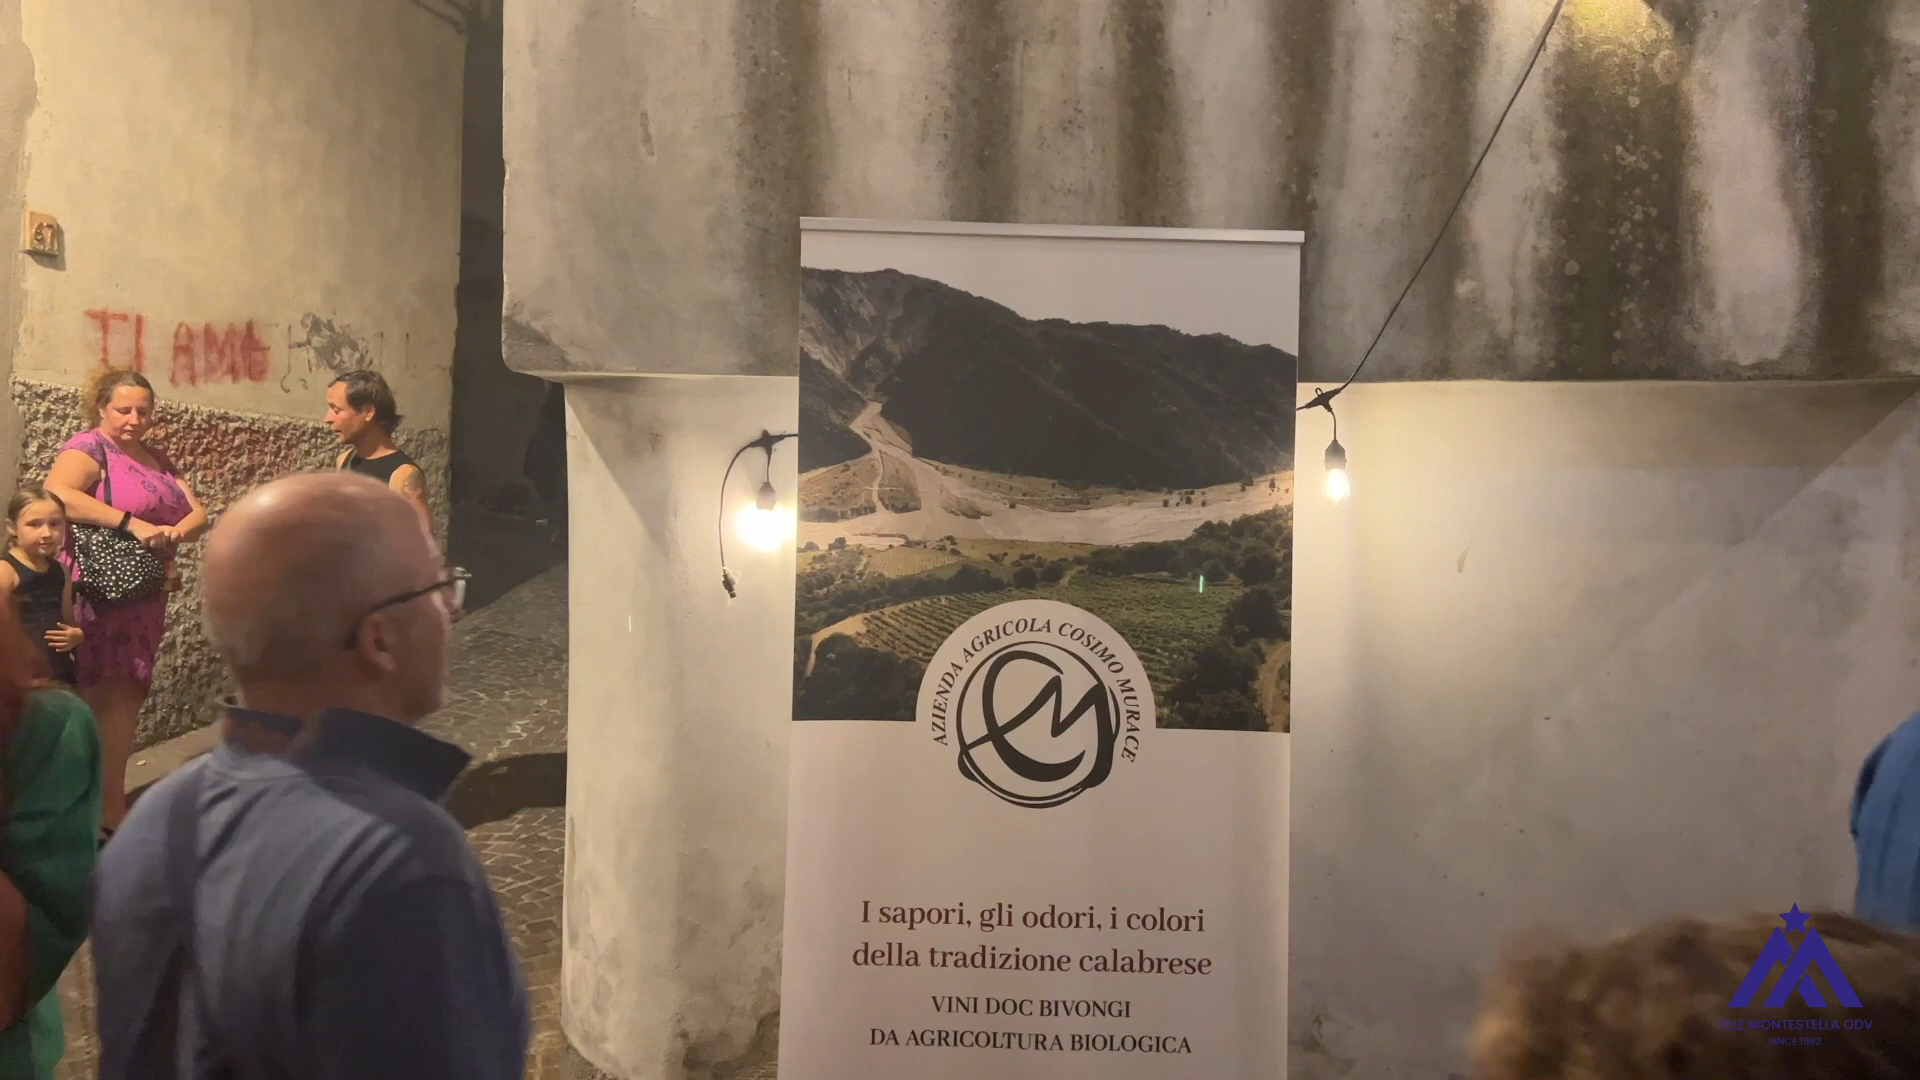 67
TI AMO
AZIENDA AGRICOLA COSIMO MURACE
I sapori, gli odori, i colori
della tradizione calabrese
VINI DOC BIVONGI
DA AGRICOLTURA BIOLOGICA
MONTESTELLA ODV
SINCE 1982